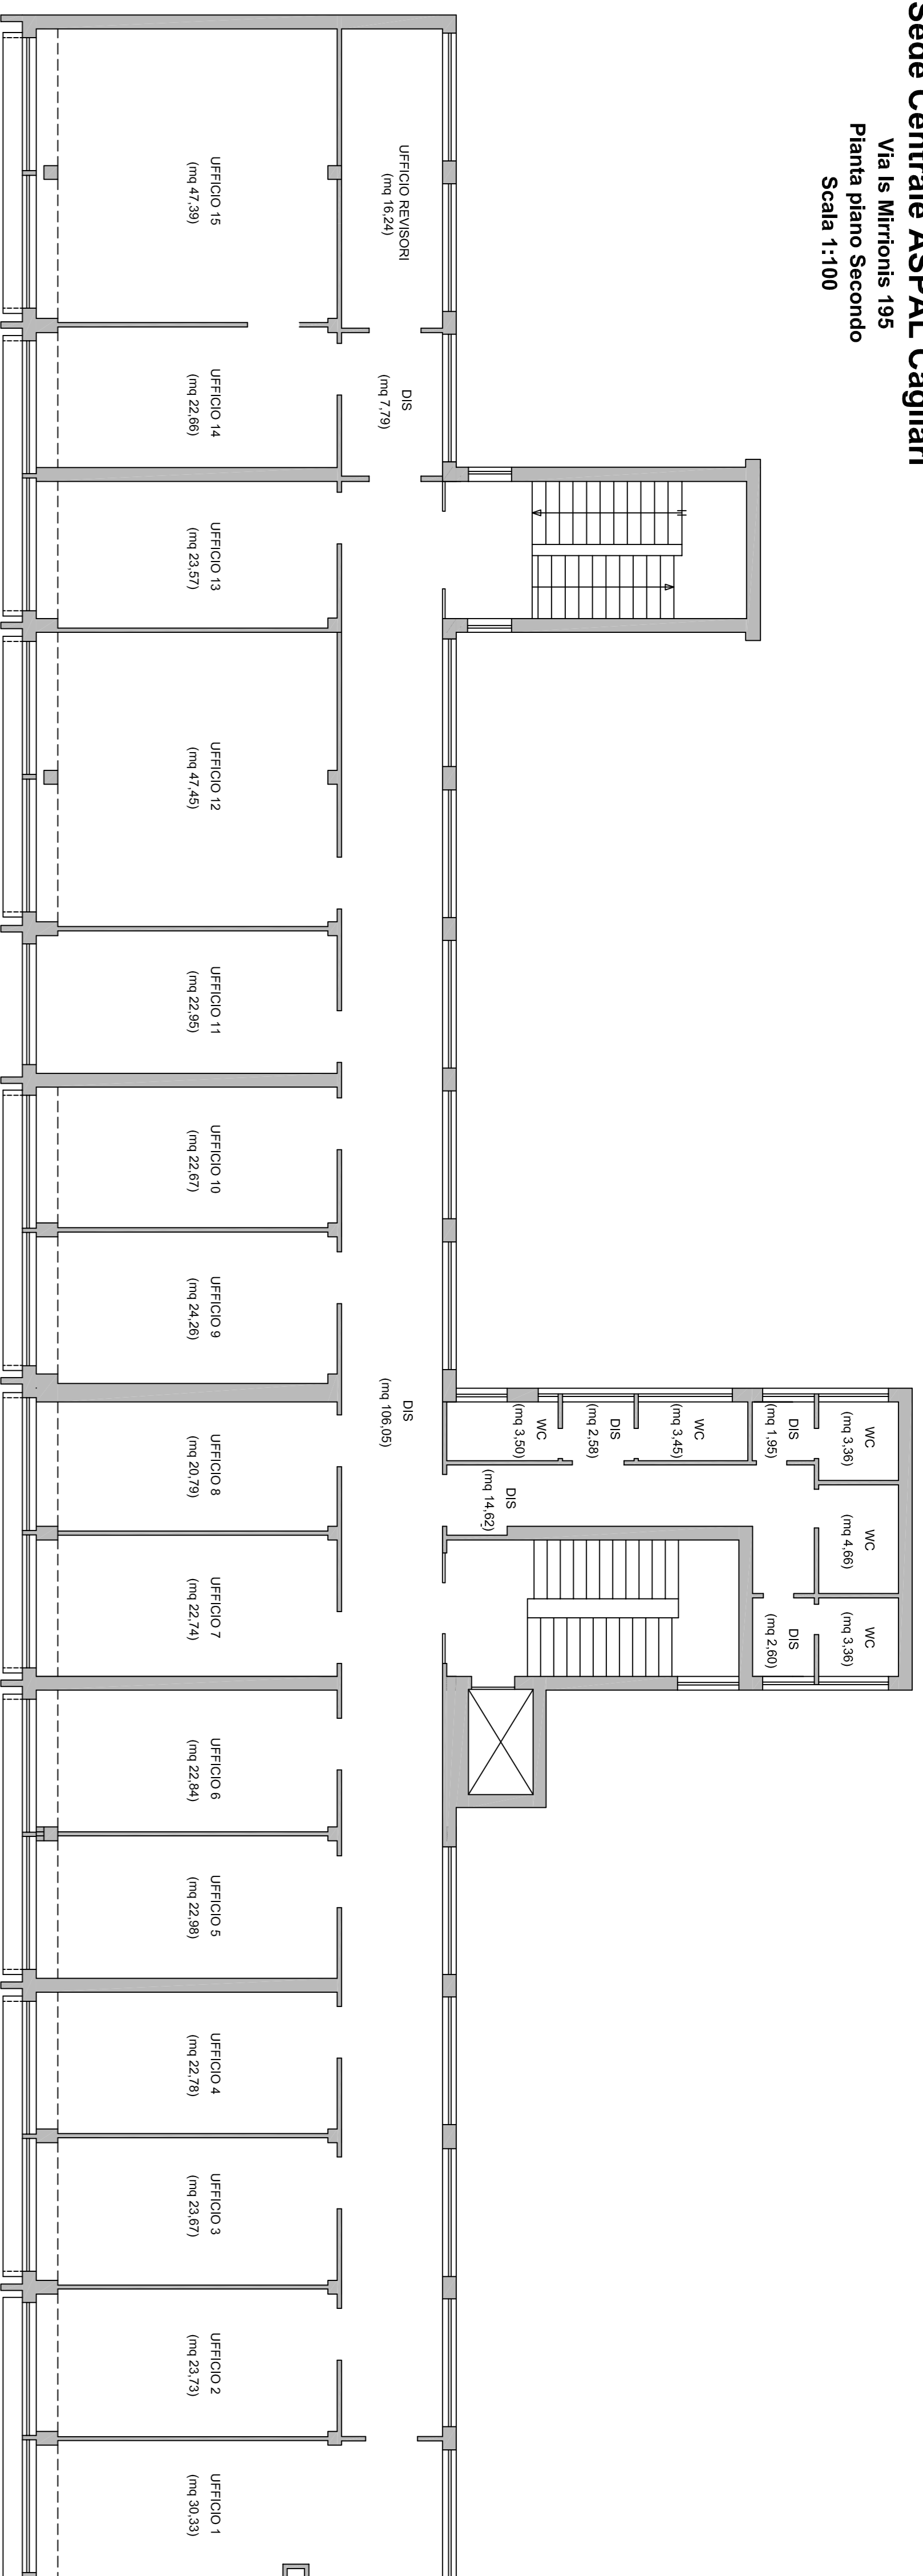 Sede Centrale ASPAL Cagliari
Via Is Mirrionis 195
Pianta piano Secondo
Scala 1:100
UFFICIO REVISORI
(mq 16,24)
UFFICIO 15
(mq 47,39)
DIS
(mq 7,79)
UFFICIO 14
(mq 22,66)
UFFICIO 13
(mq 23,57)
UFFICIO 12
(mq 47,45)
UFFICIO 11
(mq 22,95)
UFFICIO 10
(mq 22,67)
UFFICIO 9
(mq 24,26)
DIS
(mq 106,05)
WC
(mq 3,36)
DIS
(mq 1,95)
WC
(mq 3,45)
DIS
(mq 2,58)
WC
(mq 3,50)
WC
(mq 4,66)
DIS
(mq 14,62)
WC
(mq 3,36)
DIS
(mq 2,60)
UFFICIO 8
(mq 20,79)
UFFICIO 7
(mq 22,74)
UFFICIO 6
(mq 22,84)
UFFICIO 5
(mq 22,98)
UFFICIO 4
(mq 22,78)
UFFICIO 3
(mq 23,67)
UFFICIO 2
(mq 23,73)
UFFICIO 1
(mq 30,33)